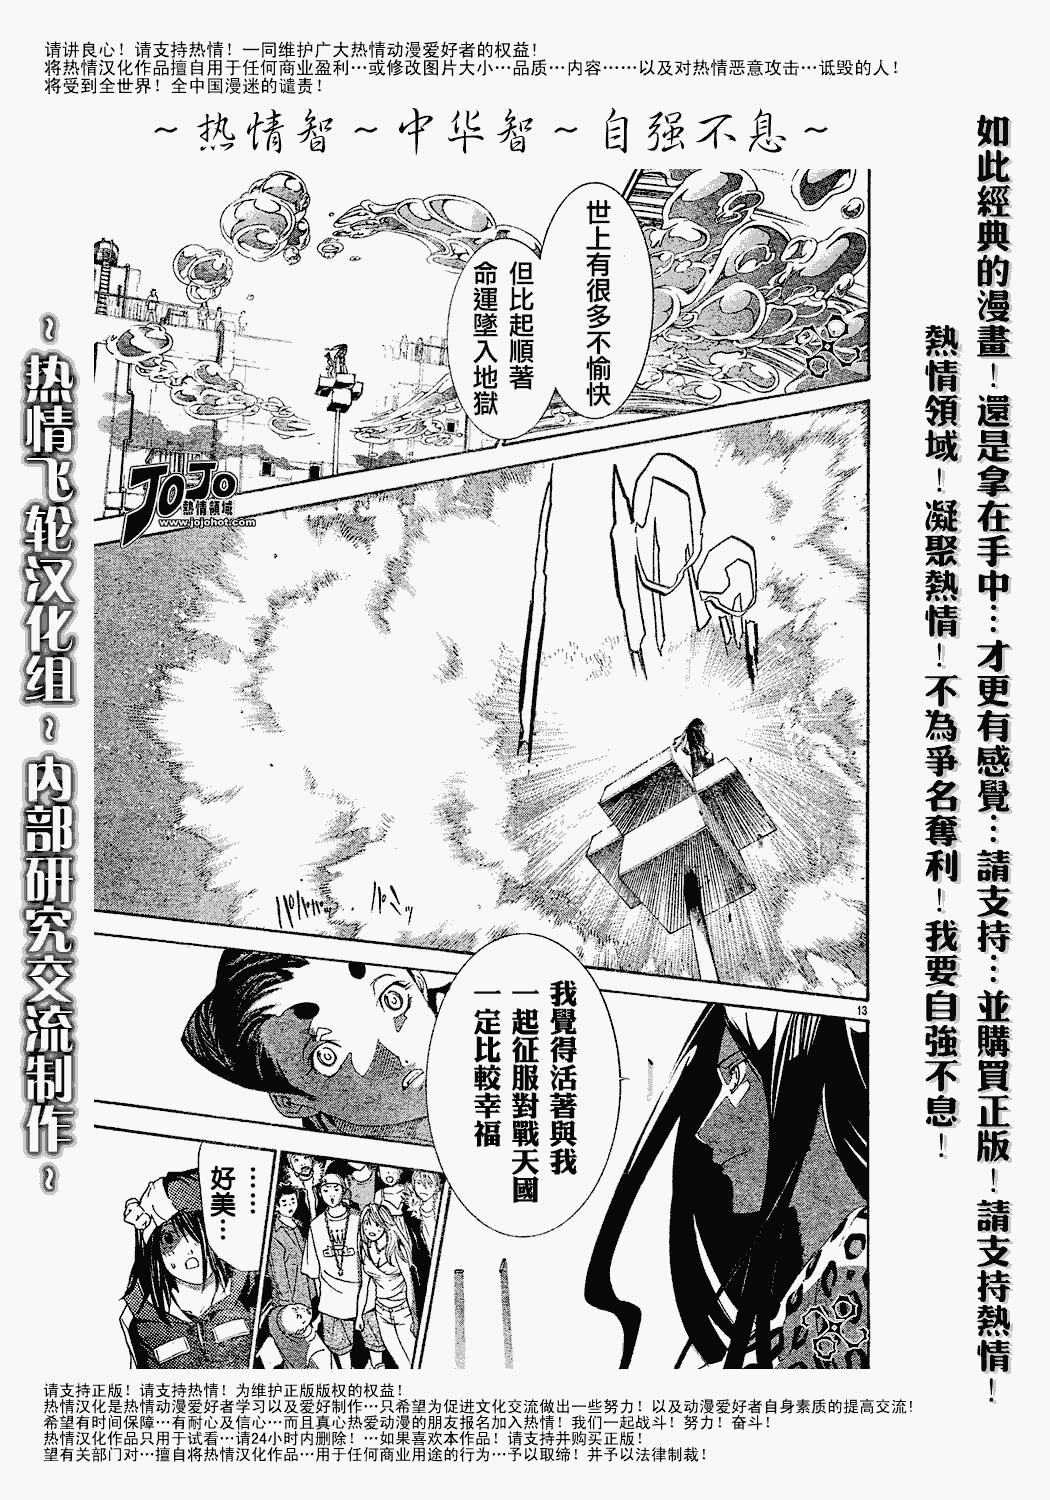 请讲良心！请支持热情！一同维护广大热情动漫爱好者的权益！
将热情汉化作品擅自用于任何商业盈利…或修改图片大小…品质…内容……以及对热情恶意攻击…诋毁的人！
将受到全世界！全中国漫迷的谴责！
～热情智～中华智～自强不息～
如此經典的漫畫！還是拿在手中…才更有感覺…請支持…並購買正版！請支持熱情！
熱情領域！凝聚熱情！不為爭名奪利！我要自強不息！
～热情飞轮汉化组～内部研究交流制作～
世上有很多不愉快
但比起順著
命運墜入地獄
JOJO
熱情領域
www.jojohot.com
13
我覺得活著與我
一起征服對戰天國
一定比較幸福
……
好美…
请支持正版！请支持热情！为维护正版版权的权益！
热情汉化是热情动漫爱好者学习以及爱好制作…只希望为促进文化交流做出一些努力！以及动漫爱好者自身素质的提高交流！
希望有时间保障…有耐心及信心…而且真心热爱动漫的朋友报名加入热情！我们一起战斗！努力！奋斗！
热情汉化作品只用于试看…请24小时内删除！…如果喜欢本作品！请支持并购买正版！
望有关部门对…擅自将热情汉化作品…用于任何商业用途的行为…予以取缔！并予以法律制裁！